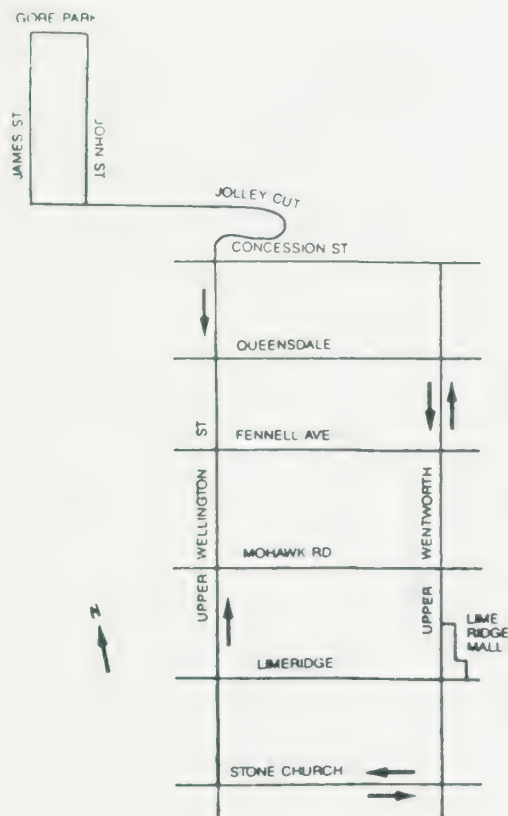 GORE PARK
JAMES ST
JOHN ST
JOLLEY CUT
CONCESSION ST
QUEENSDALE
FENNELL AVE
UPPER WELLINGTON ST
UPPER WENTWORTH
MOHAWK RD
N
LIME
RIDGE
MALL
LIMERIDGE
STONE CHURCH